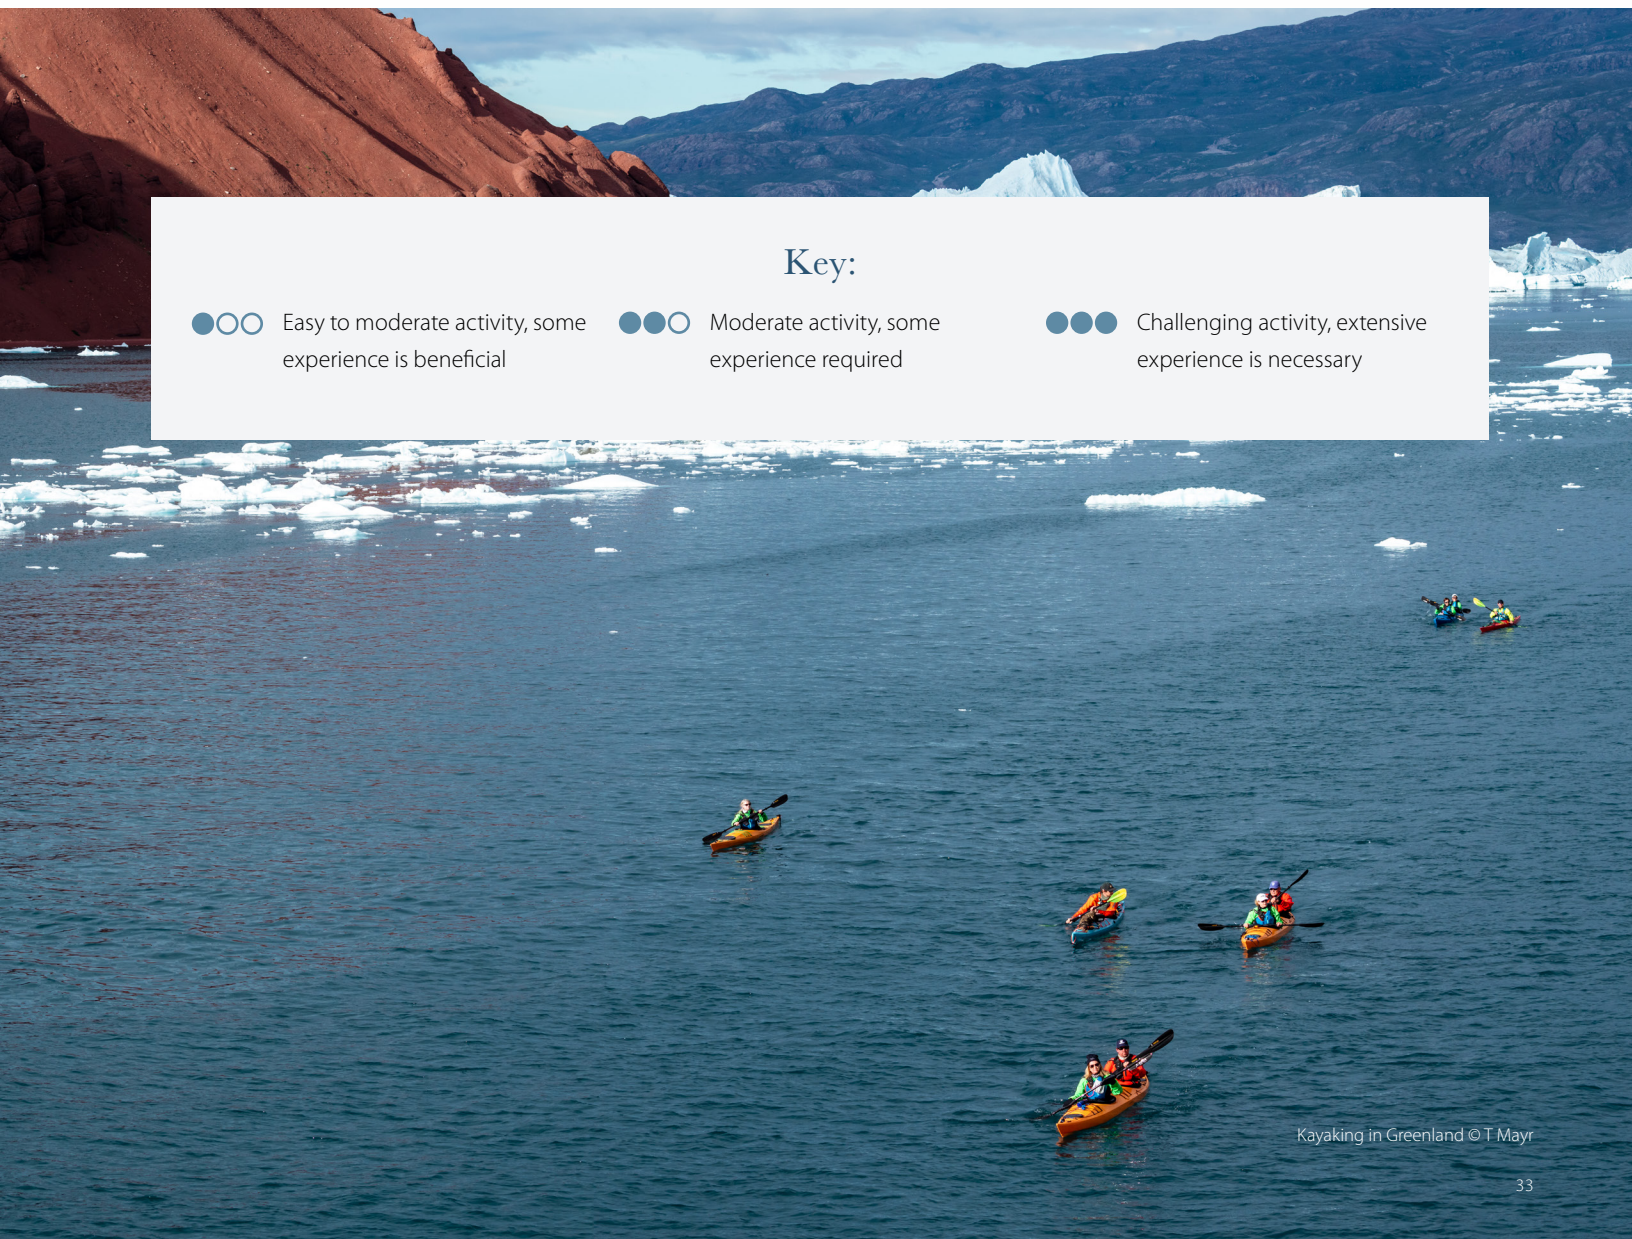 Key:
Easy to moderate activity, some
experience is beneficial
Moderate activity, some
experience required
Challenging activity, extensive
experience is necessary
Kayaking in Greenland © T Mayr
33